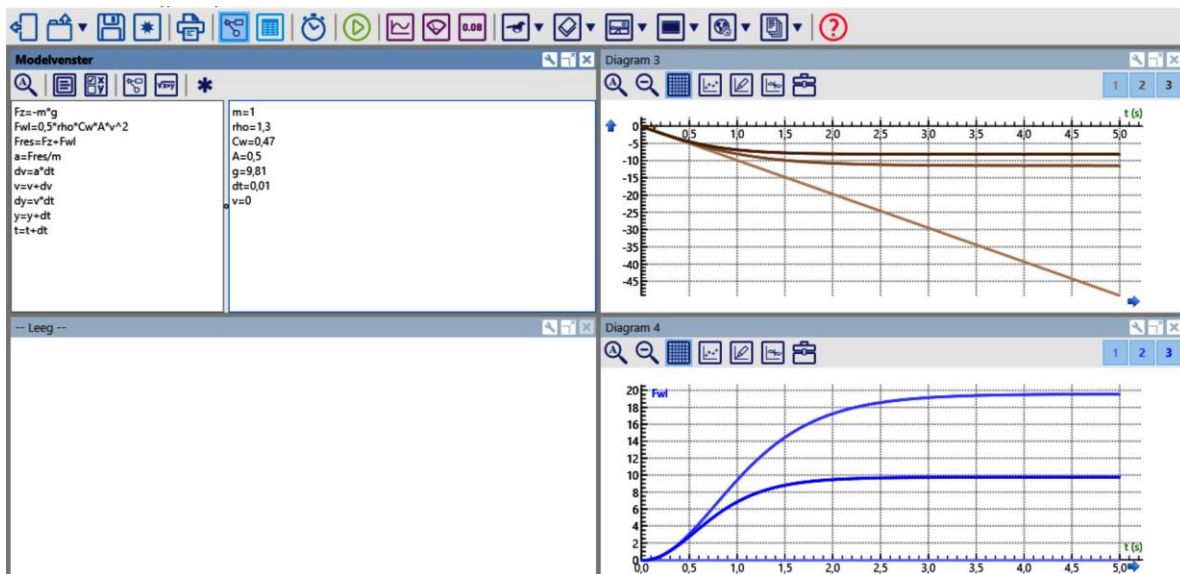 0.08
?
Modelvenster
Fz=-m*g
Fwl=0,5*rho*Cw*A*v^2
Fres=Fz+Fwl
a=Fres/m
dv=a*dt
v=v+dv
dy=v*dt
y=y+dt
t=t+dt
m=1
rho=1,3
Cw=0,47
A=0,5
g=9,81
dt=0,01
v=0
-- Leeg --
Diagram 3
1 2 3
t (s)
0
0,5 1,0 1,5 2,0 2,5 3,0 3,5 4,0 4,5 5,0
-5
-10
-15
-20
-25
-30
-35
-40
-45
Diagram 4
1 2 3
20 Fwl
18
16
14
12
10
8
6
4
2
t (s)
0,0 0,5 1,0 1,5 2,0 2,5 3,0 3,5 4,0 4,5 5,0